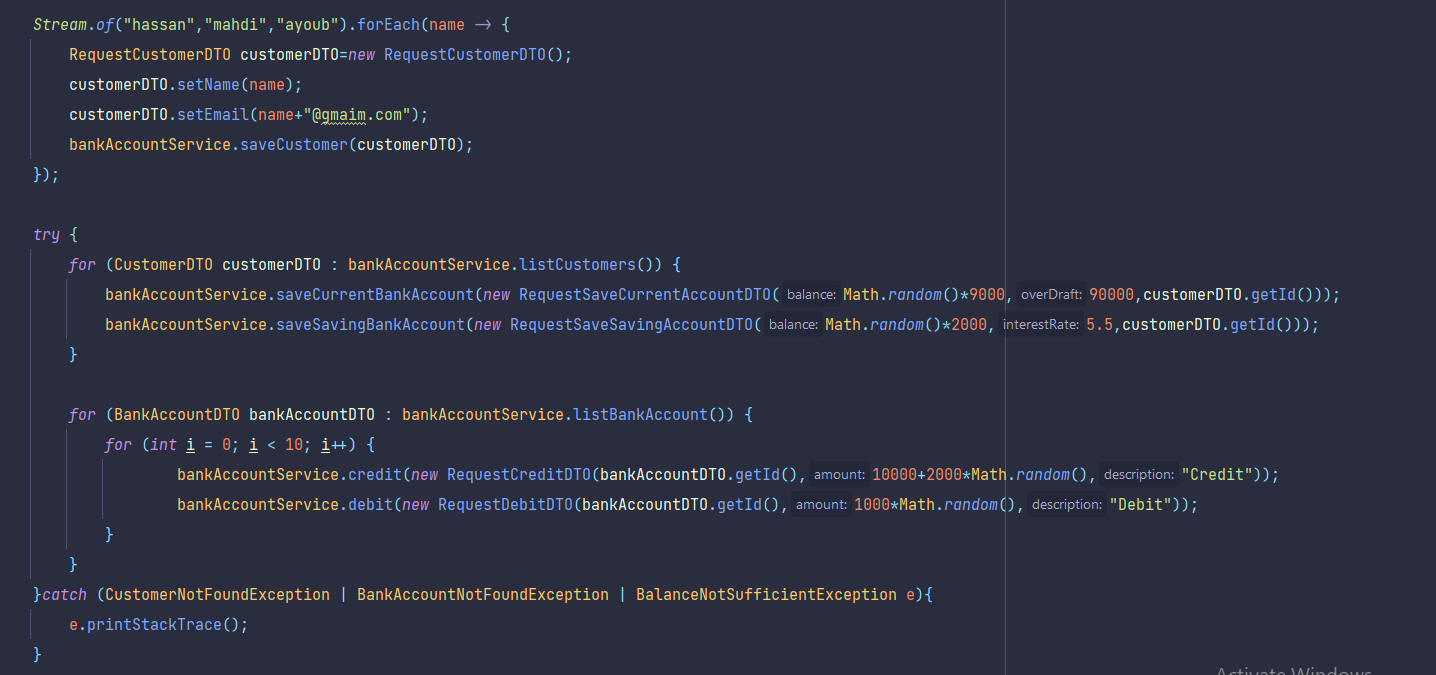 Stream.of("hassan","mahdi","ayoub").forEach(name -> {
RequestCustomerDTO customerDTO=new RequestCustomerDTO();
customerDTO.setName(name);
customerDTO.setEmail(name+"@gmaim.com");
bankAccountService.saveCustomer(customerDTO);
});
try {
for (CustomerDTO customerDTO : bankAccountService.listCustomers()) {
bankAccountService.saveCurrentBankAccount(new RequestSaveCurrentAccountDTO( balance: Math.random()*9000, overDraft: 90000,customerDTO.getId()));
bankAccountService.saveSavingBankAccount(new RequestSaveSavingAccountDTO( balance: Math.random()*2000, interestRate: 5.5,customerDTO.getId()));
}
for (BankAccountDTO bankAccountDTO : bankAccountService.listBankAccount()) {
for (int i = 0; i < 10; i++) {
bankAccountService.credit(new RequestCreditDTO(bankAccountDTO.getId(), amount: 10000+2000*Math.random(), description: "Credit"));
bankAccountService.debit(new RequestDebitDTO(bankAccountDTO.getId(), amount: 1000*Math.random(), description: "Debit"));
}
}
}catch (CustomerNotFoundException | BankAccountNotFoundException | BalanceNotSufficientException e){
e.printStackTrace();
}
Activate Windows